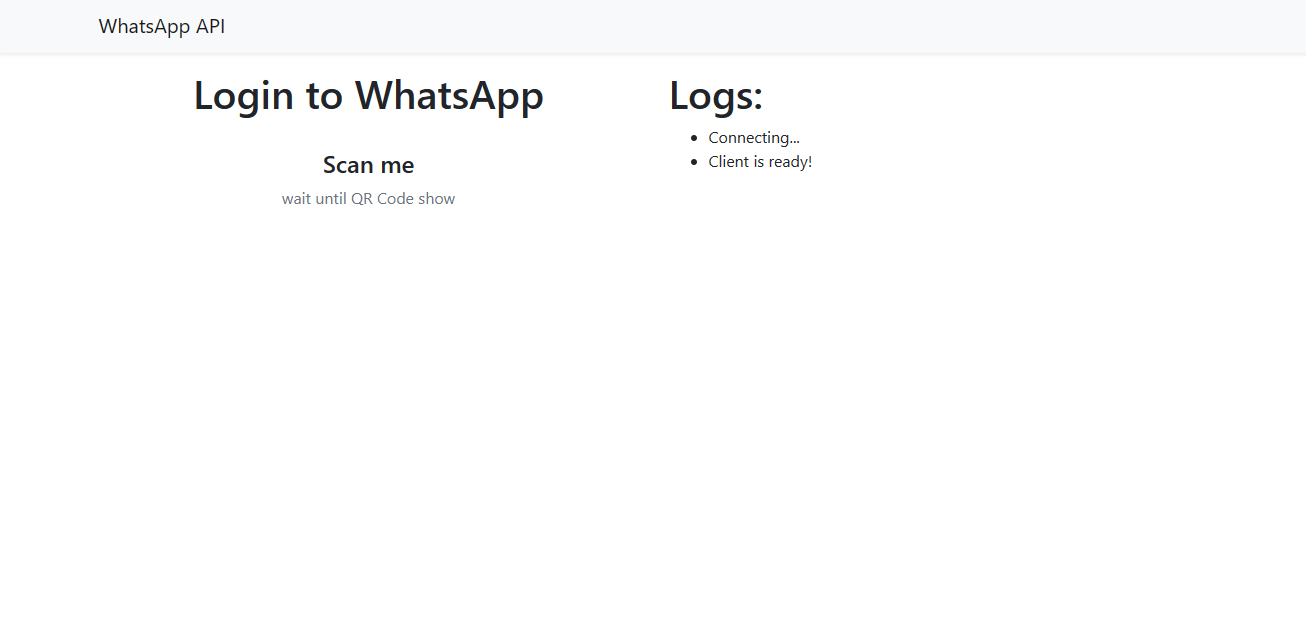 WhatsApp API
Login to WhatsApp
Scan me
wait until QR Code show
Logs:
Connecting...
Client is ready!